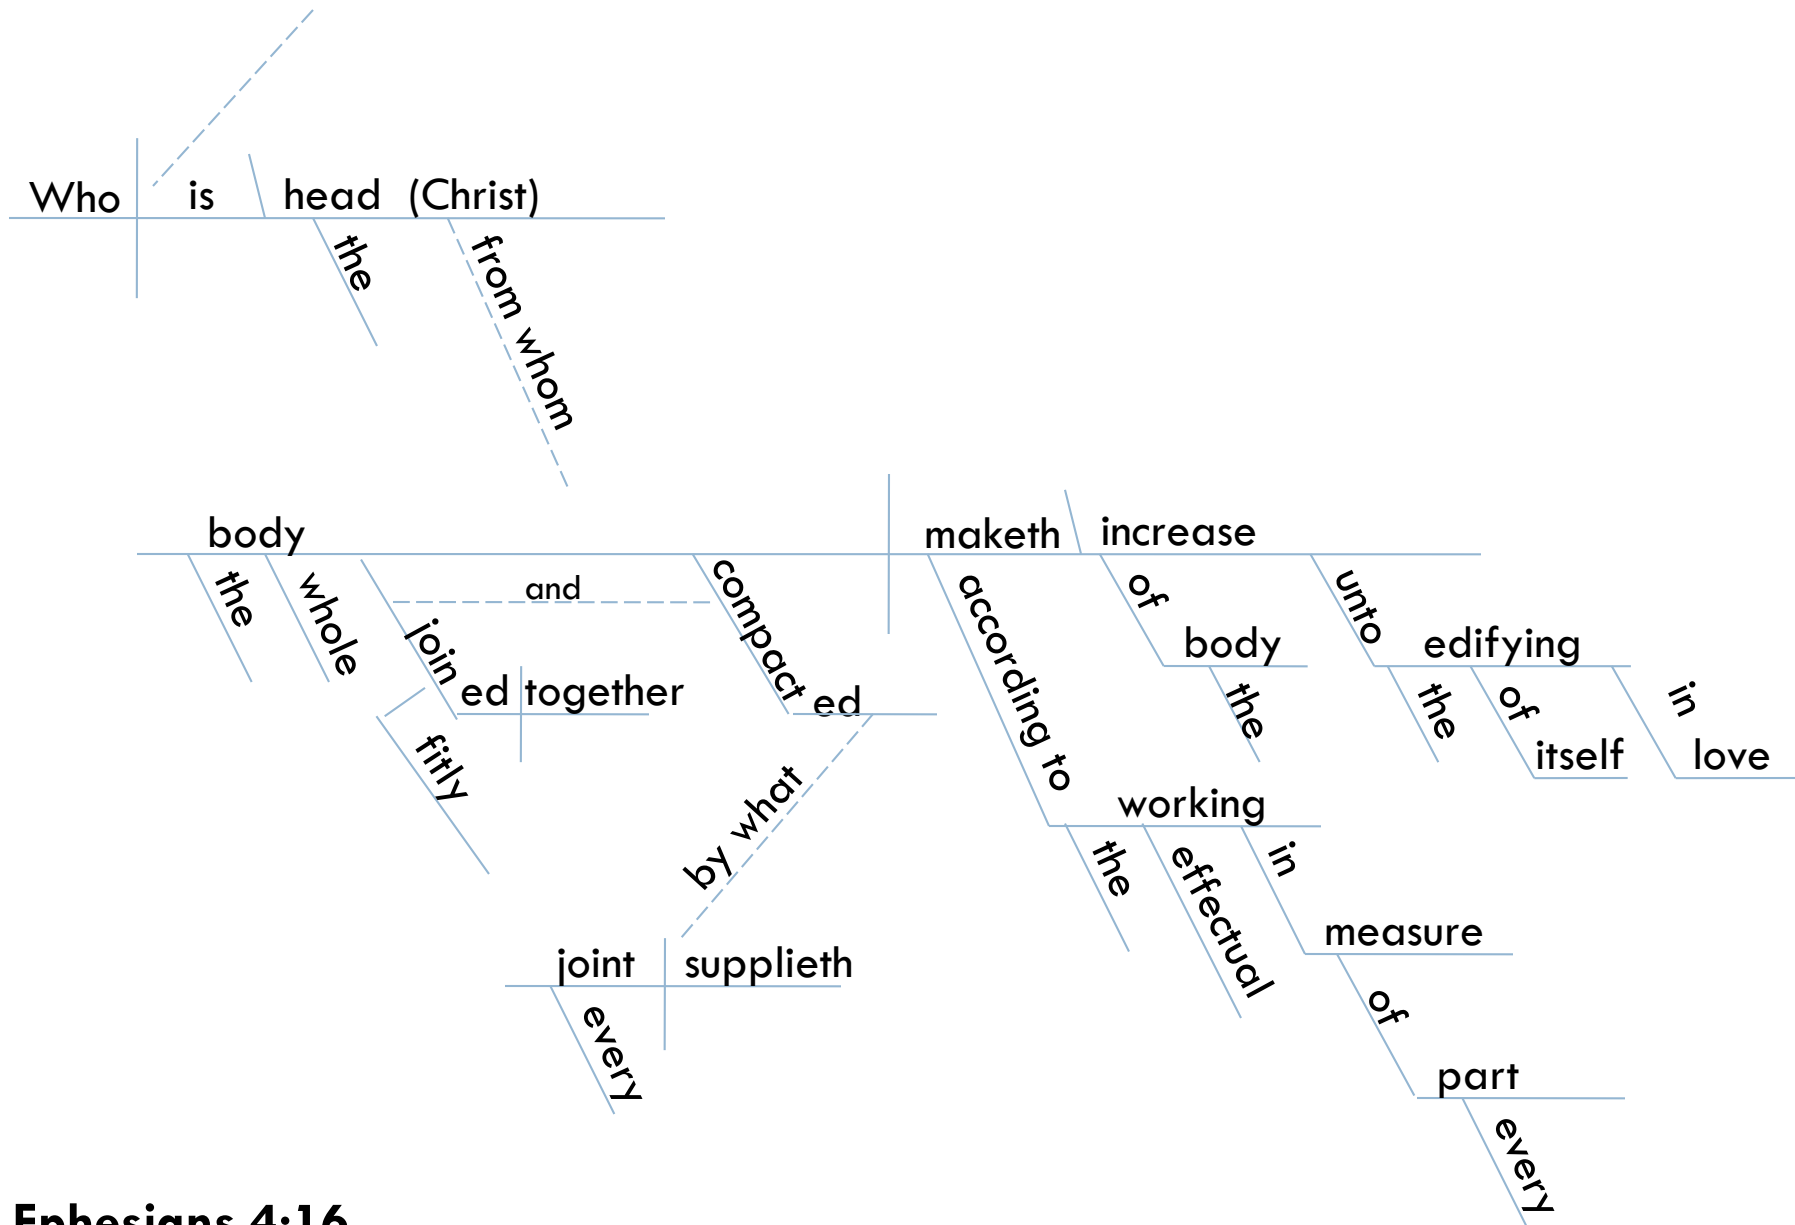 Who is head (Christ)
the
from whom
body maketh increase
the
whole
join
and
compact
according to
of
unto
body
edifying
ed together
ed
the
the
of
in
fitly
itself
love
by what
working
the
effectual
in
joint supplieth
measure
every
of
part
every
Ephesians 4:16